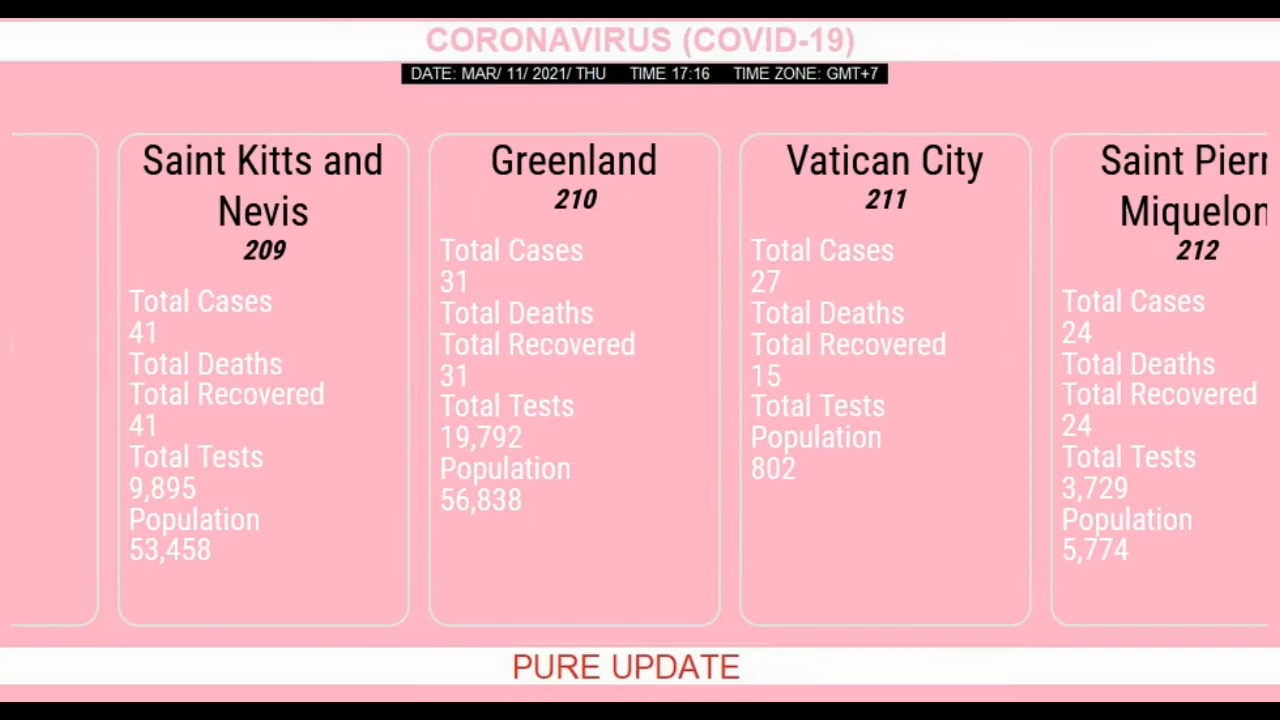 CORONAVIRUS (COVID-19)
DATE: MAR/ 11/ 2021/ THU TIME 17:16 TIME ZONE: GMT+7
Saint Kitts and
Nevis
209
Total Cases
41
Total Deaths
Total Recovered
41
Total Tests
9,895
Population
53,458
Greenland
210
Total Cases
31
Total Deaths
Total Recovered
31
Total Tests
19,792
Population
56,838
Vatican City
211
Total Cases
27
Total Deaths
Total Recovered
15
Total Tests
Population
802
Saint Pierr
Miquelon
212
Total Cases
24
Total Deaths
Total Recovered
24
Total Tests
3,729
Population
5,774
PURE UPDATE